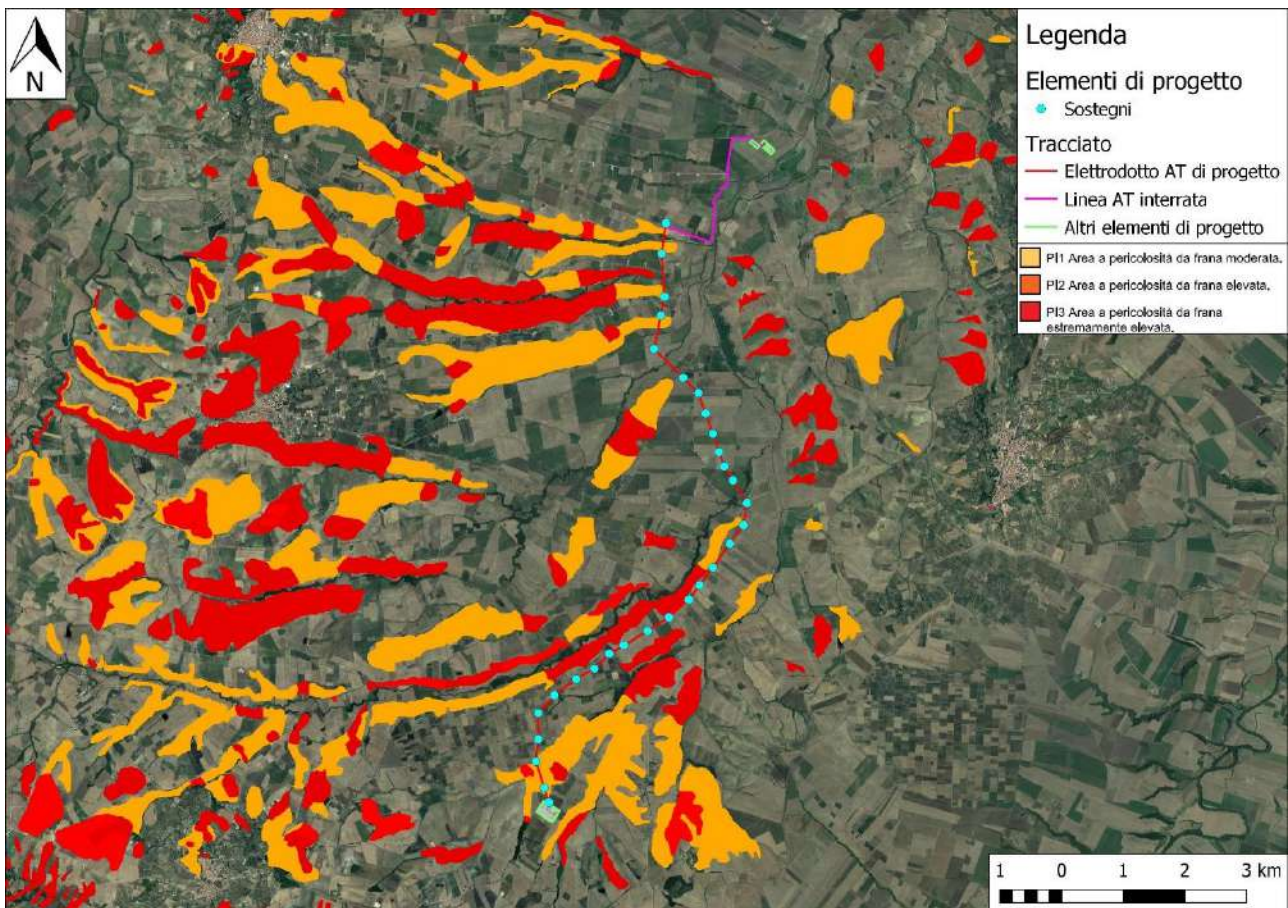 N
Legenda
Elementi di progetto
Sostegni
Tracciato
Elettrodotto AT di progetto
Linea AT interrata
Altri elementi di progetto
PI1 Area a pericolosità da frana moderata.
PI2 Area a pericolosità da frana elevata.
PI3 Area a pericolosità da frana
estremamente elevata.
1 0 1 2 3 km